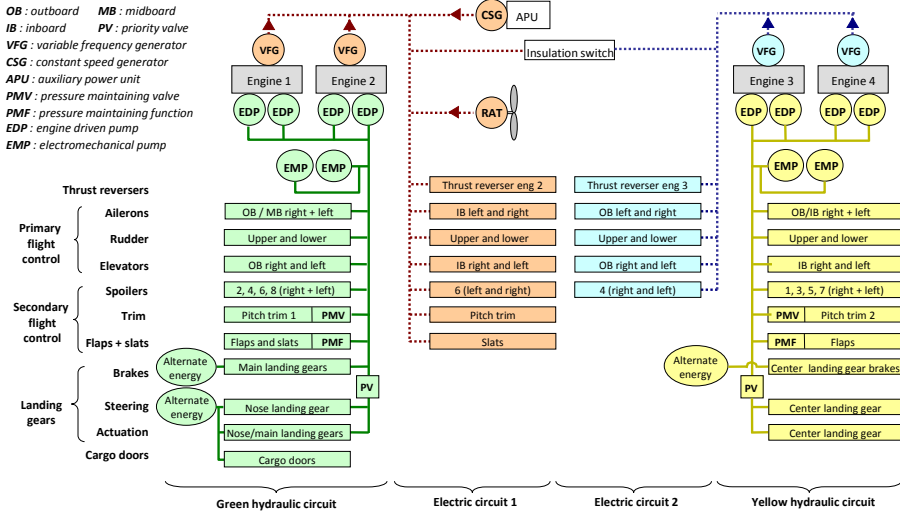 OB : outboard MB : midboard
IB : inboard PV : priority valve
VFG : variable frequency generator
CSG : constant speed generator
APU : auxiliary power unit
PMV : pressure maintaining valve
PMF : pressure maintaining function
EDP : engine driven pump
EMP : electromechanical pump
CSG APU
VFG VFG Insulation switch VFG VFG
Engine 1 Engine 2 Engine 3 Engine 4
EDP EDP EDP EDP RAT EDP EDP EDP EDP
EMP EMP EMP EMP
Thrust reversers Thrust reverser eng 2 Thrust reverser eng 3
Primary
flight
control
Ailerons OB / MB right + left IB left and right OB left and right OB/IB right + left
Rudder Upper and lower Upper and lower Upper and lower Upper and lower
Elevators OB right and left IB right and left OB right and left IB right and left
Secondary
flight
control
Spoilers 2, 4, 6, 8 (right + left) 6 (left and right) 4 (right and left) 1, 3, 5, 7 (right + left)
Trim Pitch trim 1 PMV Pitch trim PMV Pitch trim 2
Flaps + slats Flaps and slats PMF Slats PMF Flaps
Landing
gears
Brakes Alternate
energy Main landing gears Alternate
energy Center landing gear brakes
PV PV
Steering Alternate
energy Nose landing gear Center landing gear
Actuation Nose/main landing gears Center landing gear
Cargo doors Cargo doors
Green hydraulic circuit Electric circuit 1 Electric circuit 2 Yellow hydraulic circuit